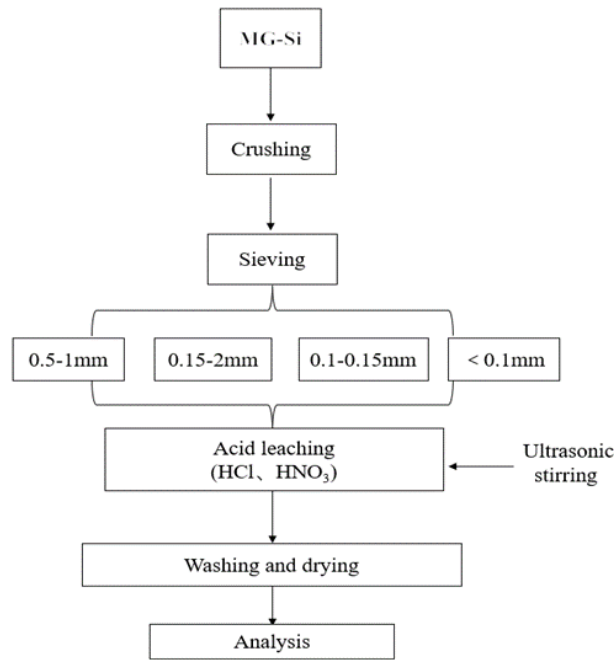 MG-Si
Crushing
Sieving
0.5-1mm
0.15-2mm
0.1-0.15mm
< 0.1mm
Acid leaching
(HCl、HNO₃)
Ultrasonic
stirring
Washing and drying
Analysis